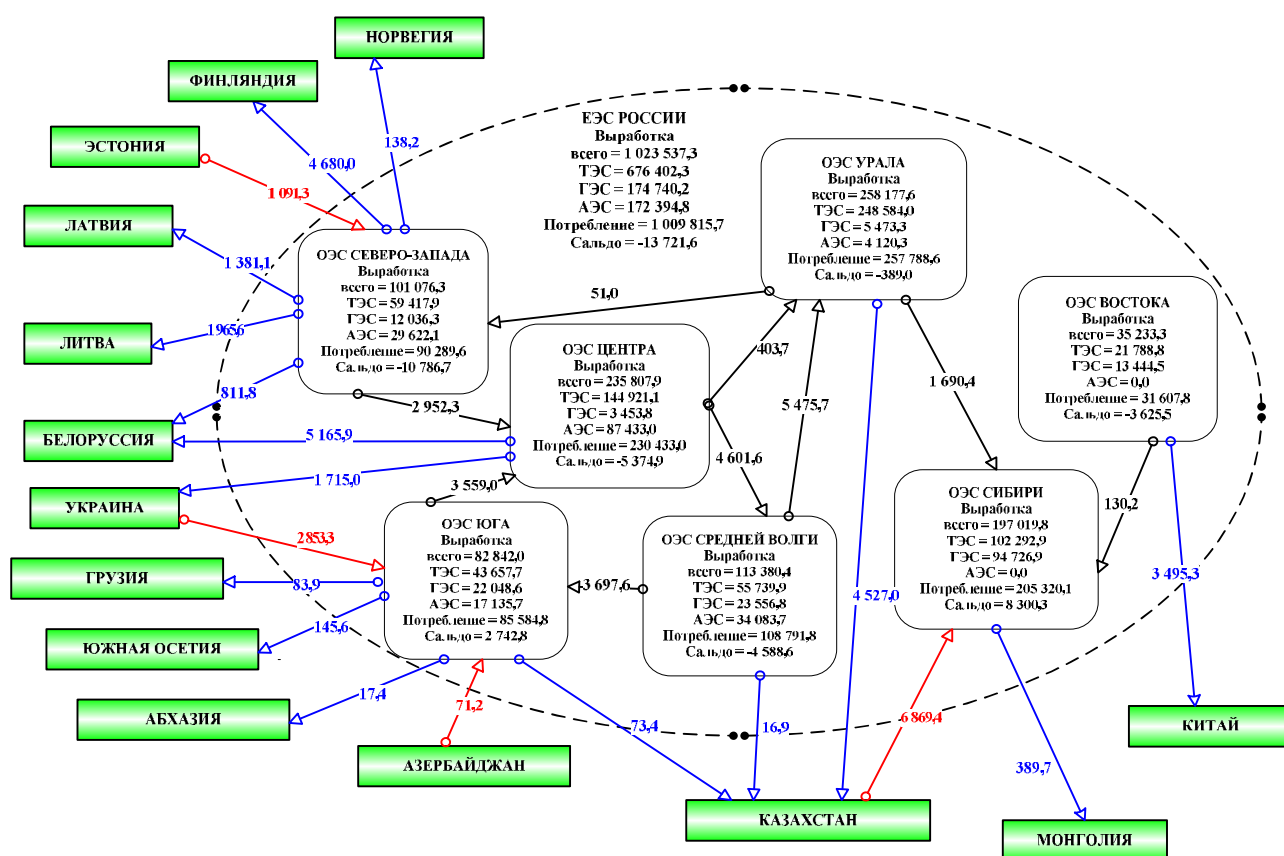 НОРВЕГИЯ
ФИНЛЯНДИЯ
ЭСТОНИЯ
ЛАТВИЯ
ЛИТВА
БЕЛОРУССИЯ
УКРАИНА
ГРУЗИЯ
ЮЖНАЯ ОСЕТИЯ
АБХАЗИЯ
АЗЕРБАЙДЖАН
КАЗАХСТАН
МОНГОЛИЯ
КИТАЙ
138,2
4 680,0
1 091,3
1 381,1
1965,6
811,8
5 165,9
1 715,0
2853,3
83,9
145,6
17,4
71,2
73,4
16,9
4 527,0
6 869,4
389,7
3 495,3
130,2
1 690,4
51,0
403,7
5 475,7
4 601,6
2 952,3
3 559,0
3 697,6
ЕЭС РОССИИ
Выработка
всего = 1 023 537,3
ТЭС = 676 402,3
ГЭС = 174 740,2
АЭС = 172 394,8
Потребление = 1 009 815,7
Сальдо = -13 721,6
ОЭС УРАЛА
Выработка
всего = 258 177,6
ТЭС = 248 584,0
ГЭС = 5 473,3
АЭС = 4 120,3
Потребление = 257 788,6
Сальдо = -389,0
ОЭС СЕВЕРО-ЗАПАДА
Выработка
всего = 101 076,3
ТЭС = 59 417,9
ГЭС = 12 036,3
АЭС = 29 622,1
Потребление = 90 289,6
Сальдо = -10 786,7
ОЭС ЦЕНТРА
Выработка
всего = 235 807,9
ТЭС = 144 921,1
ГЭС = 3 453,8
АЭС = 87 433,0
Потребление = 230 433,0
Сальдо = -5 374,9
ОЭС ВОСТОКА
Выработка
всего = 35 233,3
ТЭС = 21 788,8
ГЭС = 13 444,5
АЭС = 0,0
Потребление = 31 607,8
Сальдо = -3 625,5
ОЭС СИБИРИ
Выработка
всего = 197 019,8
ТЭС = 102 292,9
ГЭС = 94 726,9
АЭС = 0,0
Потребление = 205 320,1
Сальдо = 8 300,3
ОЭС ЮГА
Выработка
всего = 82 842,0
ТЭС = 43 657,7
ГЭС = 22 048,6
АЭС = 17 135,7
Потребление = 85 584,8
Сальдо = 2 742,8
ОЭС СРЕДНЕЙ ВОЛГИ
Выработка
всего = 113 380,4
ТЭС = 55 739,9
ГЭС = 23 556,8
АЭС = 34 083,7
Потребление = 108 791,8
Сальдо = -4 588,6